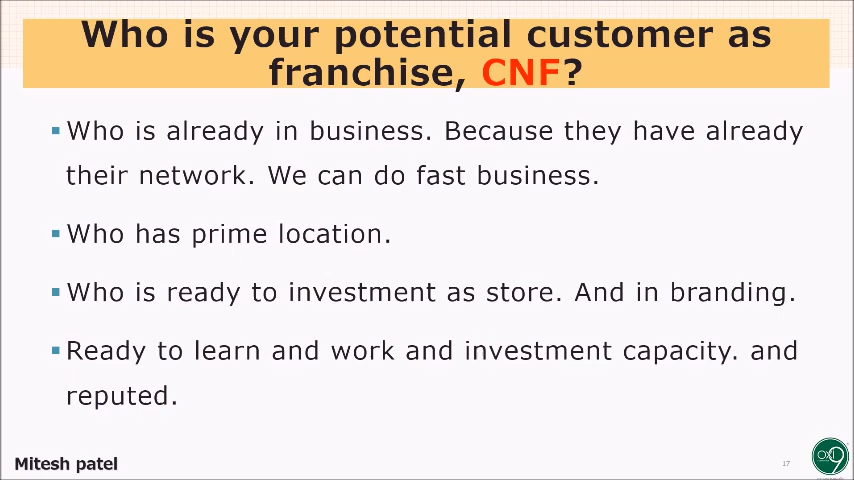 Who is your potential customer as
franchise, CNF?
Who is already in business. Because they have already
their network. We can do fast business.
Who has prime location.
Who is ready to investment as store. And in branding.
Ready to learn and work and investment capacity. and
reputed.
Mitesh patel
17
OXI
9